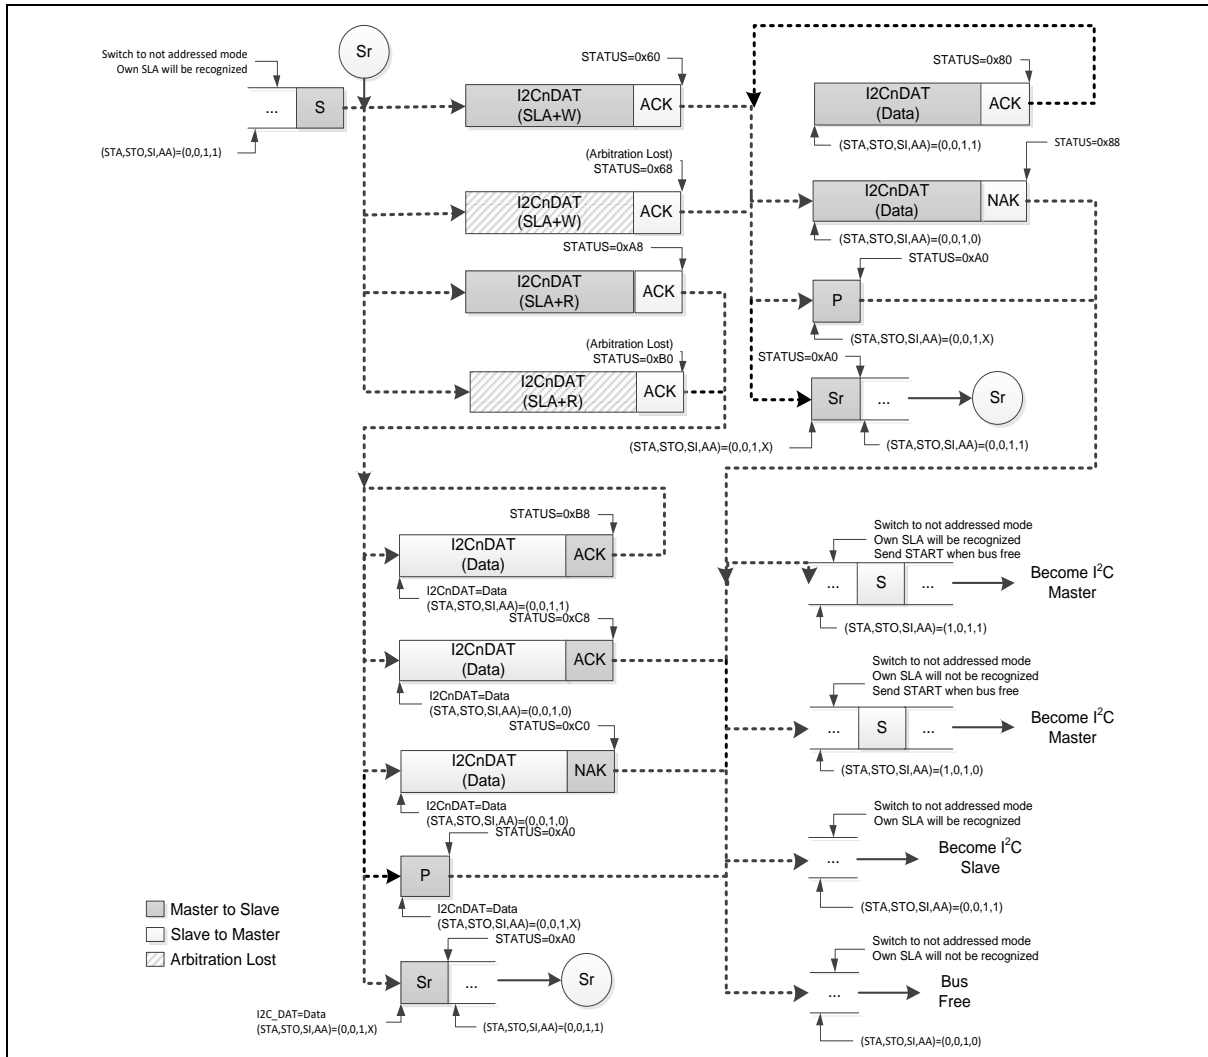 Switch to not addressed mode
Own SLA will be recognized
Sr
...
S
(STA,STO,SI,AA)=(0,0,1,1)
STATUS=0x60
I2CnDAT
(SLA+W)
ACK
(Arbitration Lost)
STATUS=0x68
I2CnDAT
(SLA+W)
ACK
STATUS=0xA8
I2CnDAT
(SLA+R)
ACK
(Arbitration Lost)
STATUS=0xB0
I2CnDAT
(SLA+R)
ACK
STATUS=0x80
I2CnDAT
(Data)
ACK
(STA,STO,SI,AA)=(0,0,1,1)
STATUS=0x88
I2CnDAT
(Data)
NAK
(STA,STO,SI,AA)=(0,0,1,0)
STATUS=0xA0
P
(STA,STO,SI,AA)=(0,0,1,X)
STATUS=0xA0
Sr
...
Sr
(STA,STO,SI,AA)=(0,0,1,X)
(STA,STO,SI,AA)=(0,0,1,1)
STATUS=0xB8
I2CnDAT
(Data)
ACK
I2CnDAT=Data
(STA,STO,SI,AA)=(0,0,1,1)
STATUS=0xC8
I2CnDAT
(Data)
ACK
I2CnDAT=Data
(STA,STO,SI,AA)=(0,0,1,0)
STATUS=0xC0
I2CnDAT
(Data)
NAK
I2CnDAT=Data
(STA,STO,SI,AA)=(0,0,1,0)
STATUS=0xA0
P
I2CnDAT=Data
(STA,STO,SI,AA)=(0,0,1,X)
STATUS=0xA0
Sr
...
Sr
I2C_DAT=Data
(STA,STO,SI,AA)=(0,0,1,X)
(STA,STO,SI,AA)=(0,0,1,1)
Switch to not addressed mode
Own SLA will be recognized
Send START when bus free
...
S
...
Become I²C
Master
(STA,STO,SI,AA)=(1,0,1,1)
Switch to not addressed mode
Own SLA will not be recognized
Send START when bus free
...
S
...
Become I²C
Master
(STA,STO,SI,AA)=(1,0,1,0)
Switch to not addressed mode
Own SLA will be recognized
...
Become I²C
Slave
(STA,STO,SI,AA)=(0,0,1,1)
Switch to not addressed mode
Own SLA will not be recognized
...
Bus
Free
(STA,STO,SI,AA)=(0,0,1,0)
Master to Slave
Slave to Master
Arbitration Lost